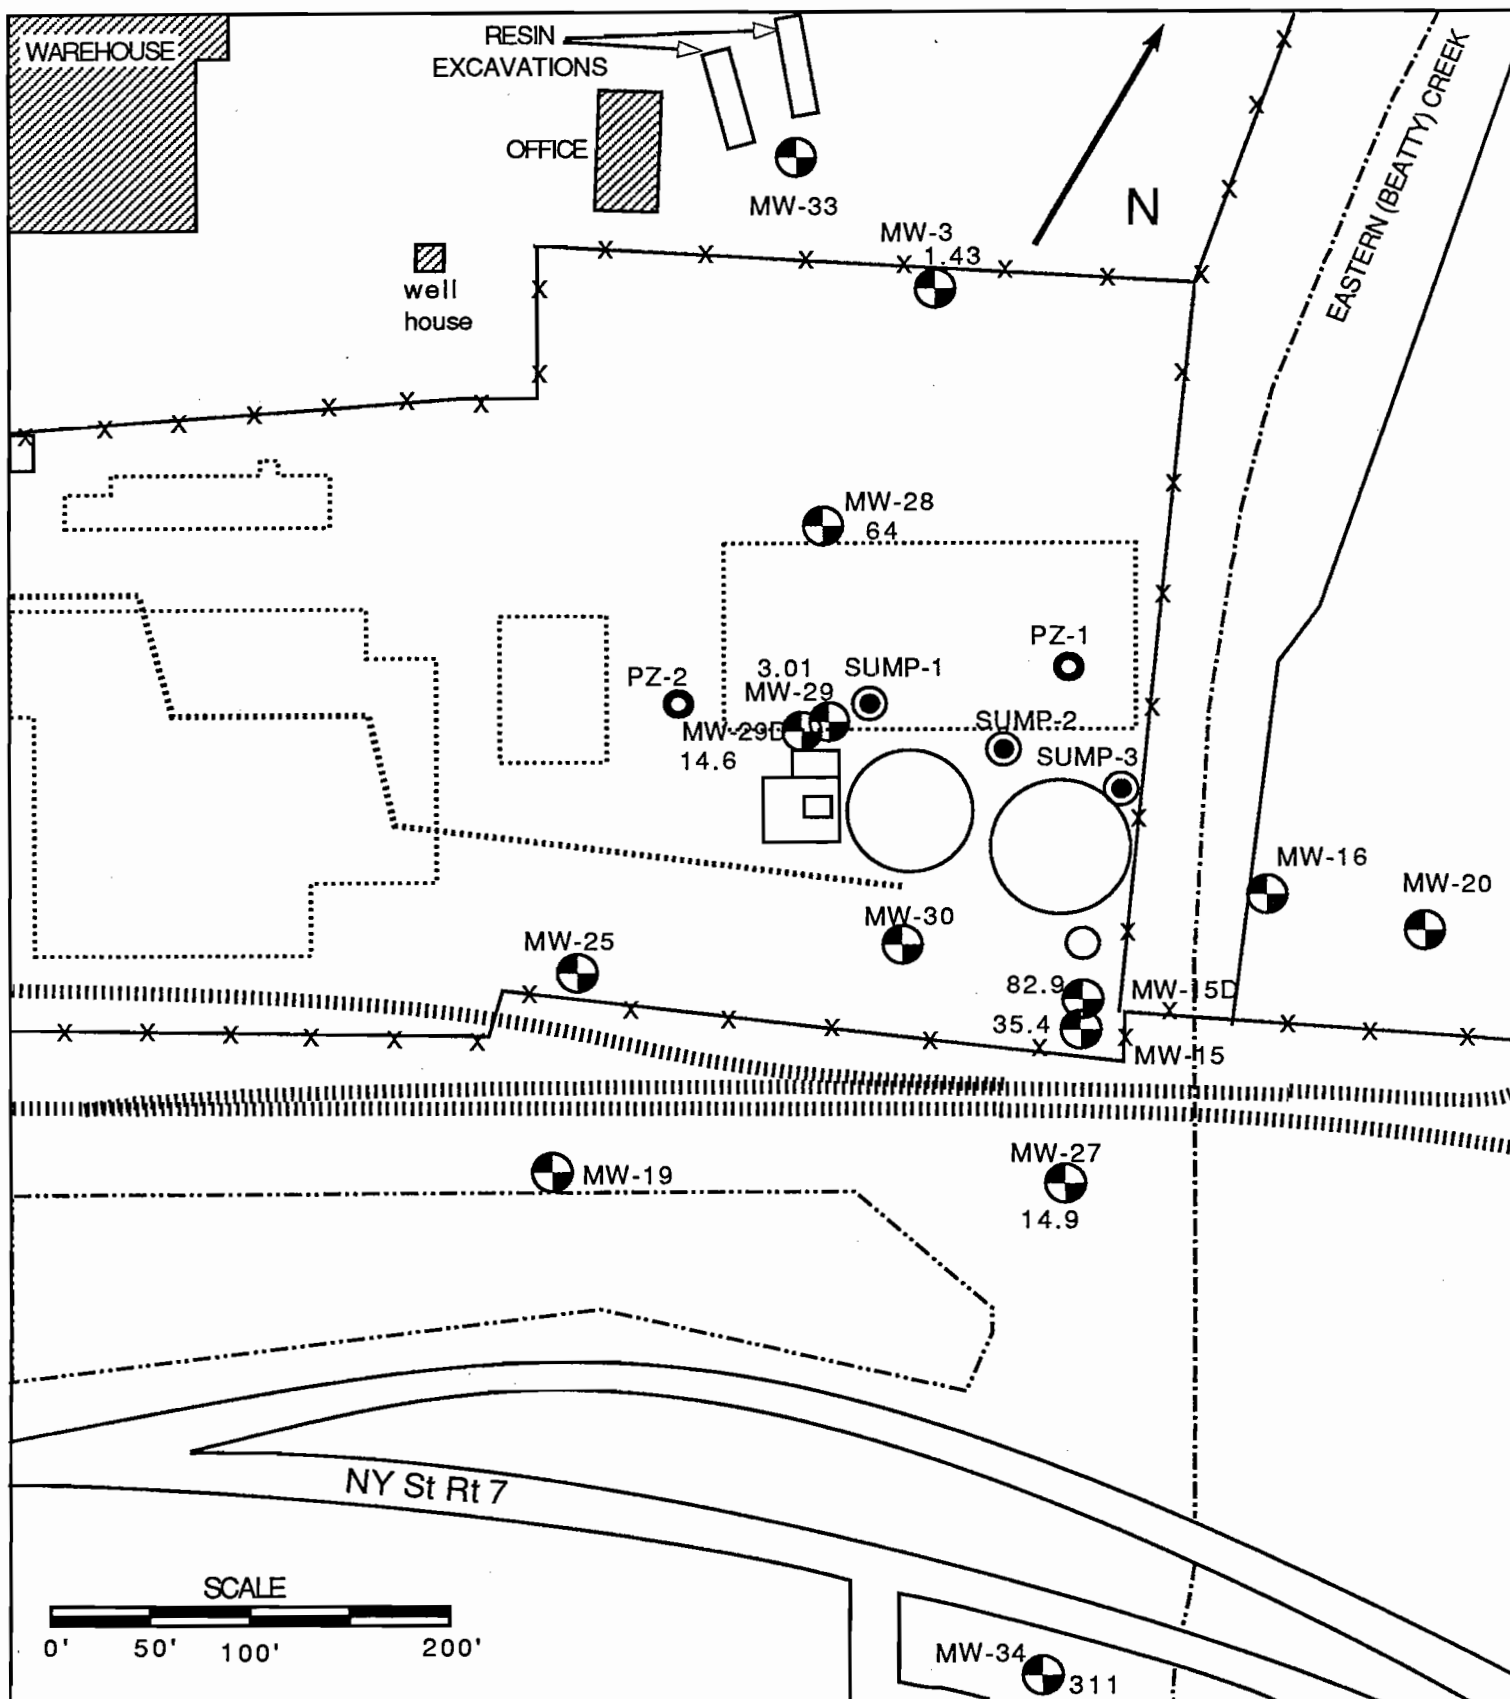 RESIN
EXCAVATIONS
WAREHOUSE
OFFICE
MW-33
N
EASTERN (BEATTY) CREEK
MW-3
1.43
well
house
MW-28
64
PZ-1
PZ-2
3.01
SUMP-1
MW-29
MW-29D
14.6
SUMP-2
SUMP-3
MW-16
MW-20
MW-30
MW-25
82.9
MW-15D
35.4
MW-15
MW-27
14.9
MW-19
NY St Rt 7
SCALE
0' 50' 100' 200'
MW-34
311